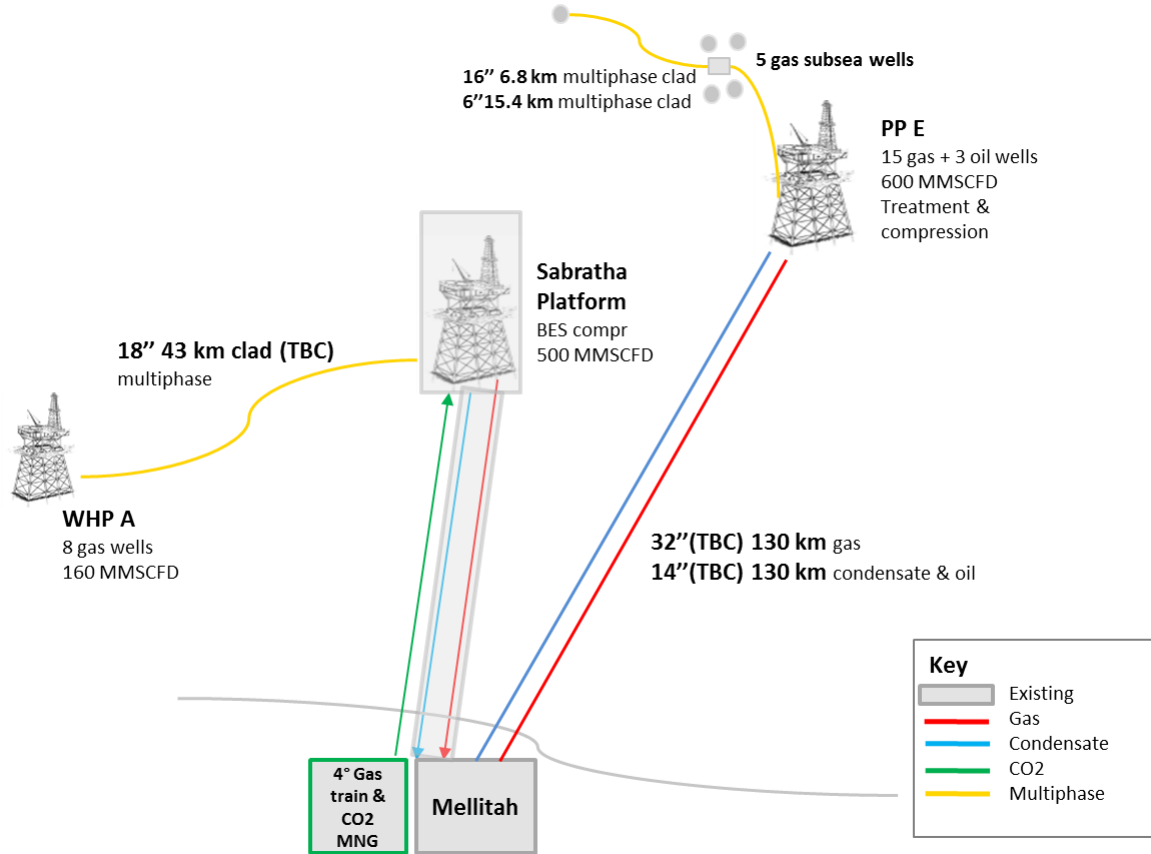 5 gas subsea wells
16’’ 6.8 km multiphase clad
6’’15.4 km multiphase clad
PP E
15 gas + 3 oil wells
600 MMSCFD
Treatment &
compression
Sabratha
Platform
BES compr
500 MMSCFD
18’’ 43 km clad (TBC)
multiphase
WHP A
8 gas wells
160 MMSCFD
32’’(TBC) 130 km gas
14’’(TBC) 130 km condensate & oil
4° Gas
train &
CO2
MNG
Mellitah
Key
Existing
Gas
Condensate
CO2
Multiphase